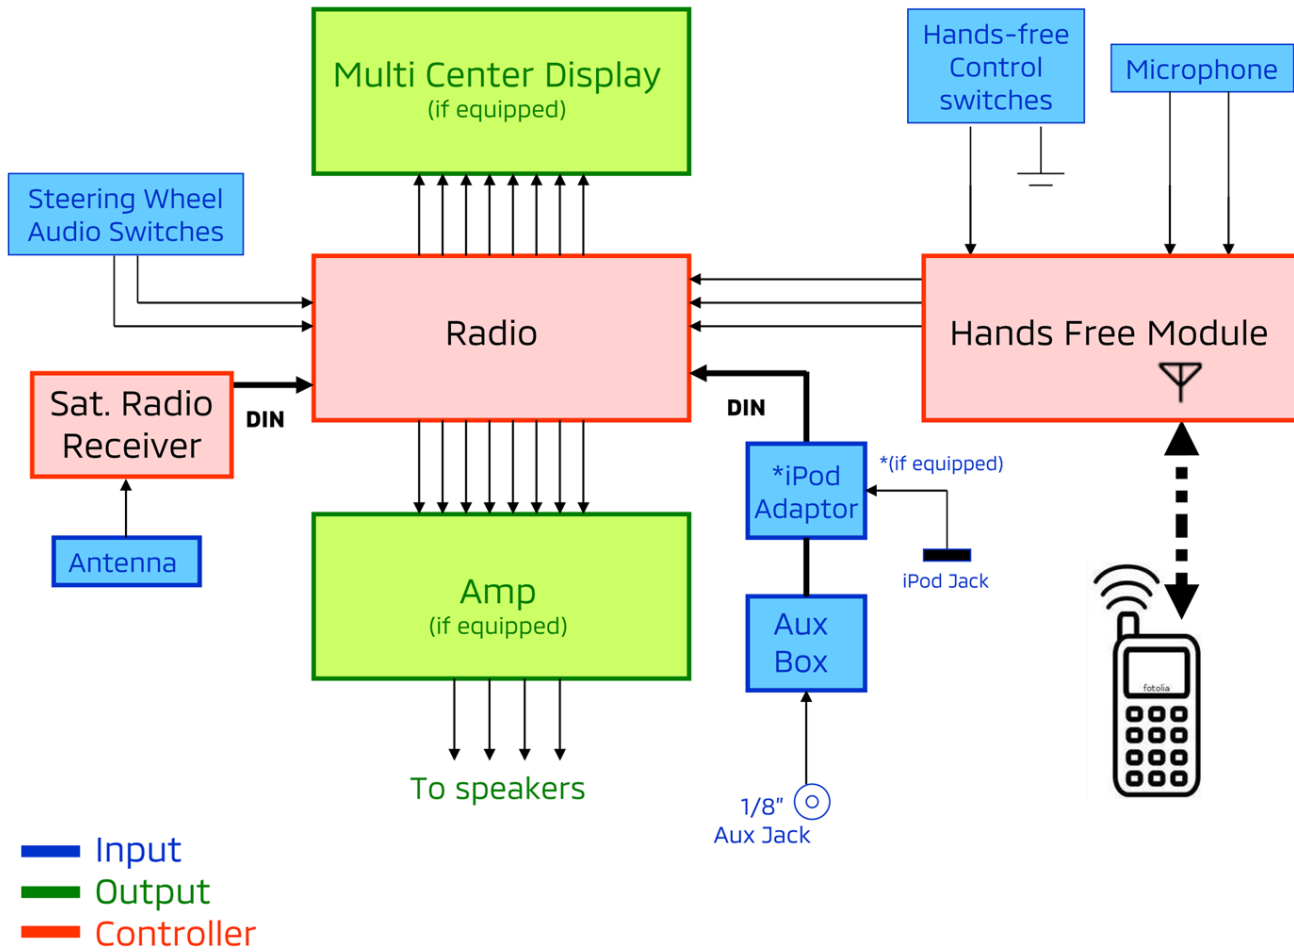 Multi Center Display
(if equipped)
Hands-free
Control
switches
Microphone
Steering Wheel
Audio Switches
Radio
Hands Free Module
Sat. Radio
Receiver
DIN
DIN
*iPod
Adaptor
*(if equipped)
iPod Jack
Antenna
Amp
(if equipped)
Aux
Box
fotolia
To speakers
1/8"
Aux Jack
Input
Output
Controller